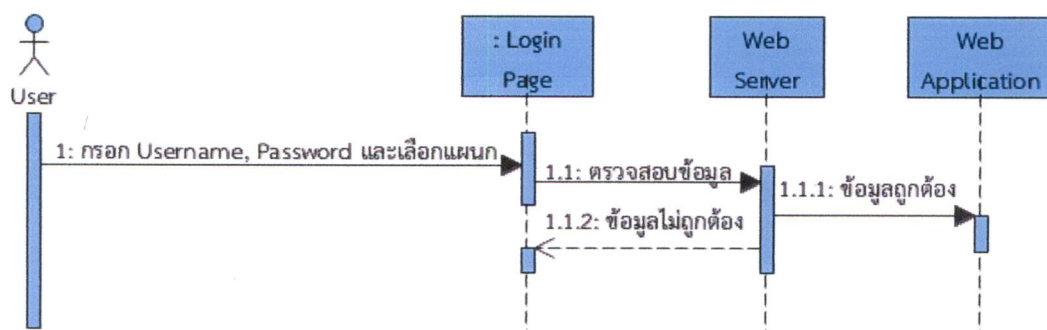 : Login
Page
Web
Server
Web
Application
User
1: กรอก Username, Password และเลือกแผนก
1.1: ตรวจสอบข้อมูล
1.1.1: ข้อมูลถูกต้อง
1.1.2: ข้อมูลไม่ถูกต้อง